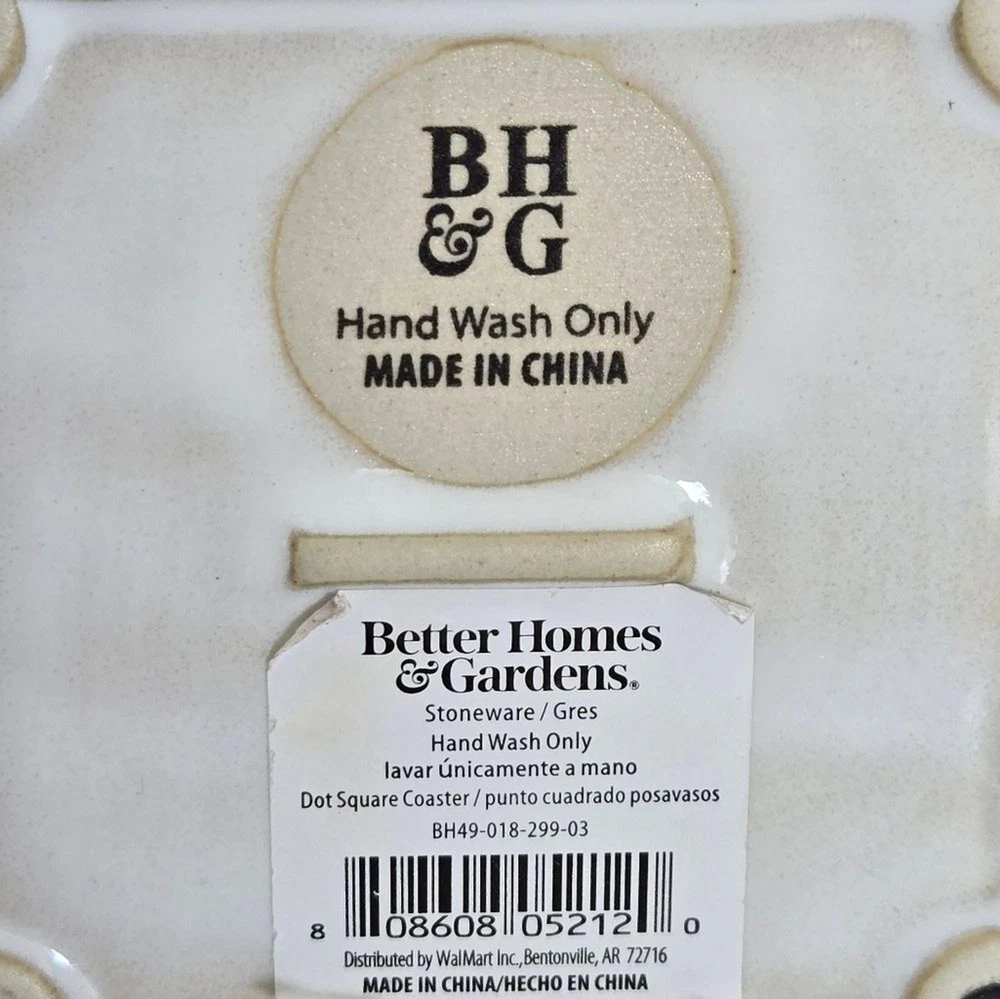 BH
&G
Hand Wash Only
MADE IN CHINA
Better Homes
&Gardens®
Stoneware / Gres
Hand Wash Only
lavar únicamente a mano
Dot Square Coaster / punto cuadrado posavasos
BH49-018-299-03
8 08608 05212 0
Distributed by WalMart Inc., Bentonville, AR 72716
MADE IN CHINA/HECHO EN CHINA